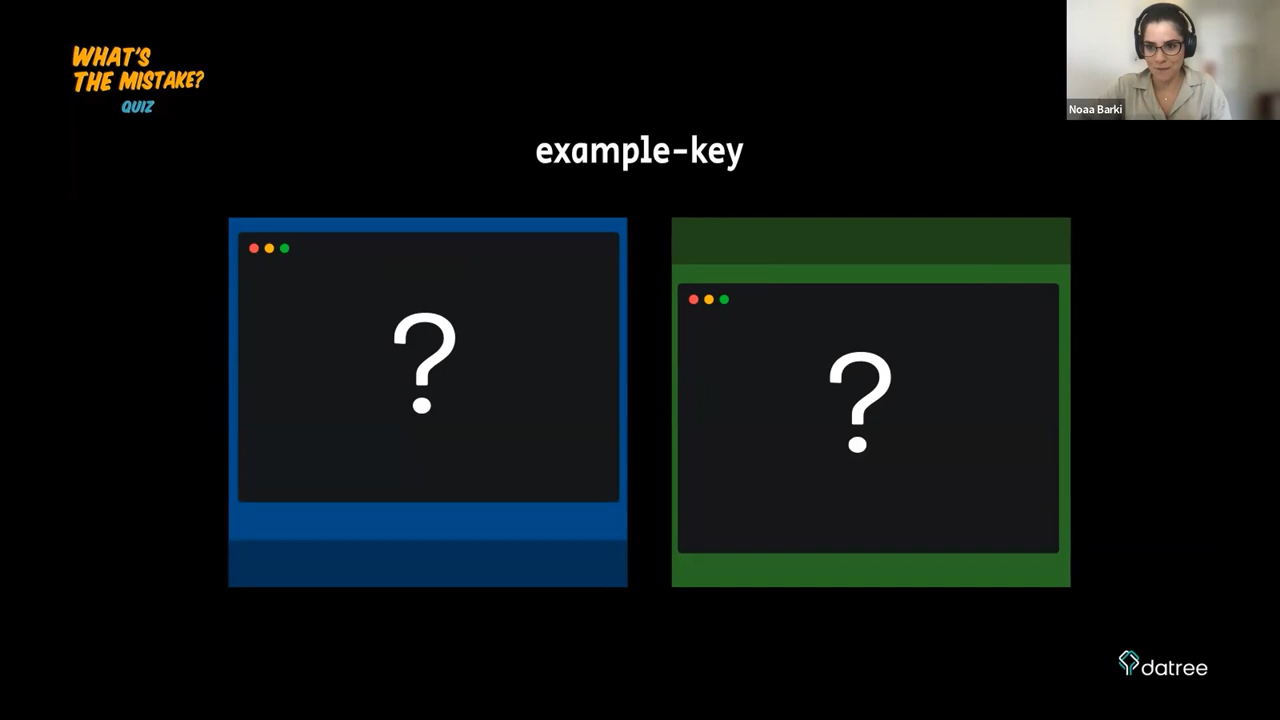 WHAT'S
THE MISTAKE?
QUIZ
Noaa Barki
example-key
?
?
datree